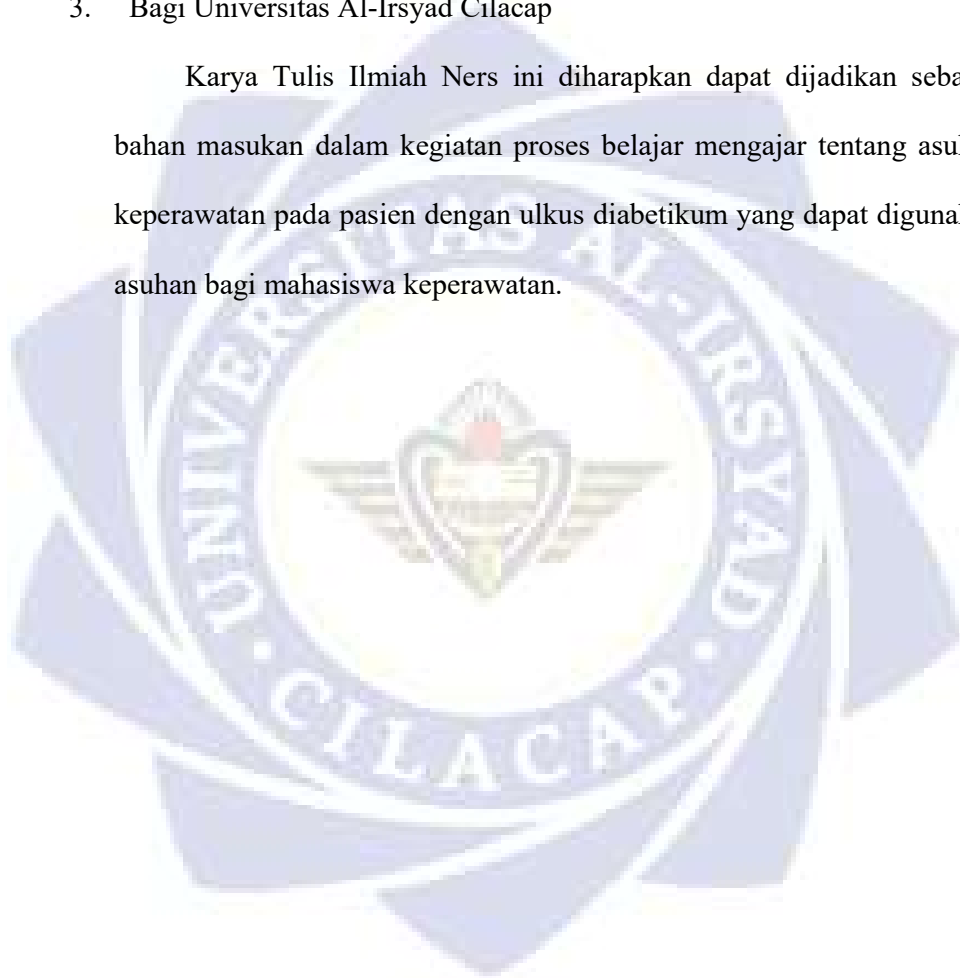 3. Bagi Universitas Al-Irsyad Cilacap
Karya Tulis Ilmiah Ners ini diharapkan dapat dijadikan seba
bahan masukan dalam kegiatan proses belajar mengajar tentang asu
keperawatan pada pasien dengan ulkus diabetikum yang dapat diguna
asuhan bagi mahasiswa keperawatan.
UNIVERSITAS AL-IRSYAD
CILACAP